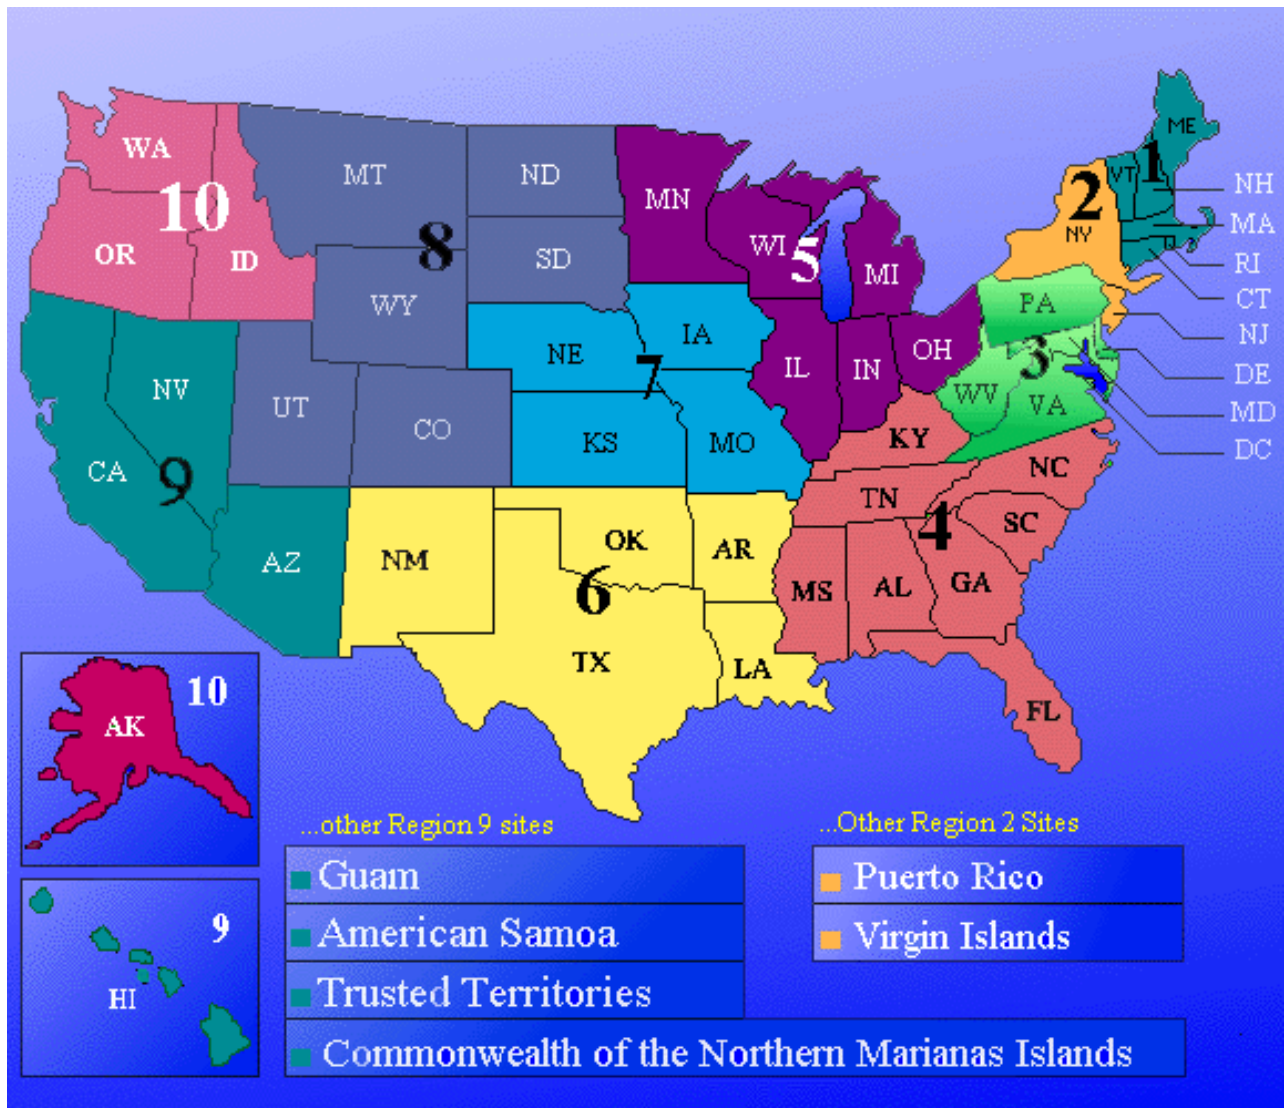 ME
1
WA
MT
ND
VT
NH
10
2
MN
MA
NY
OR
ID
8
SD
WI
5
MI
RI
CT
WY
PA
NJ
NE
IA
OH
3
DE
NV
7
IL
IN
WV
VA
MD
UT
CO
KS
MO
KY
DC
CA
9
TN
NC
4
SC
OK
AR
AZ
NM
6
MS
AL
GA
TX
LA
10
AK
FL
...other Region 9 sites
Guam
American Samoa
Trusted Territories
Commonwealth of the Northern Marianas Islands
...Other Region 2 Sites
Puerto Rico
Virgin Islands
9
HI